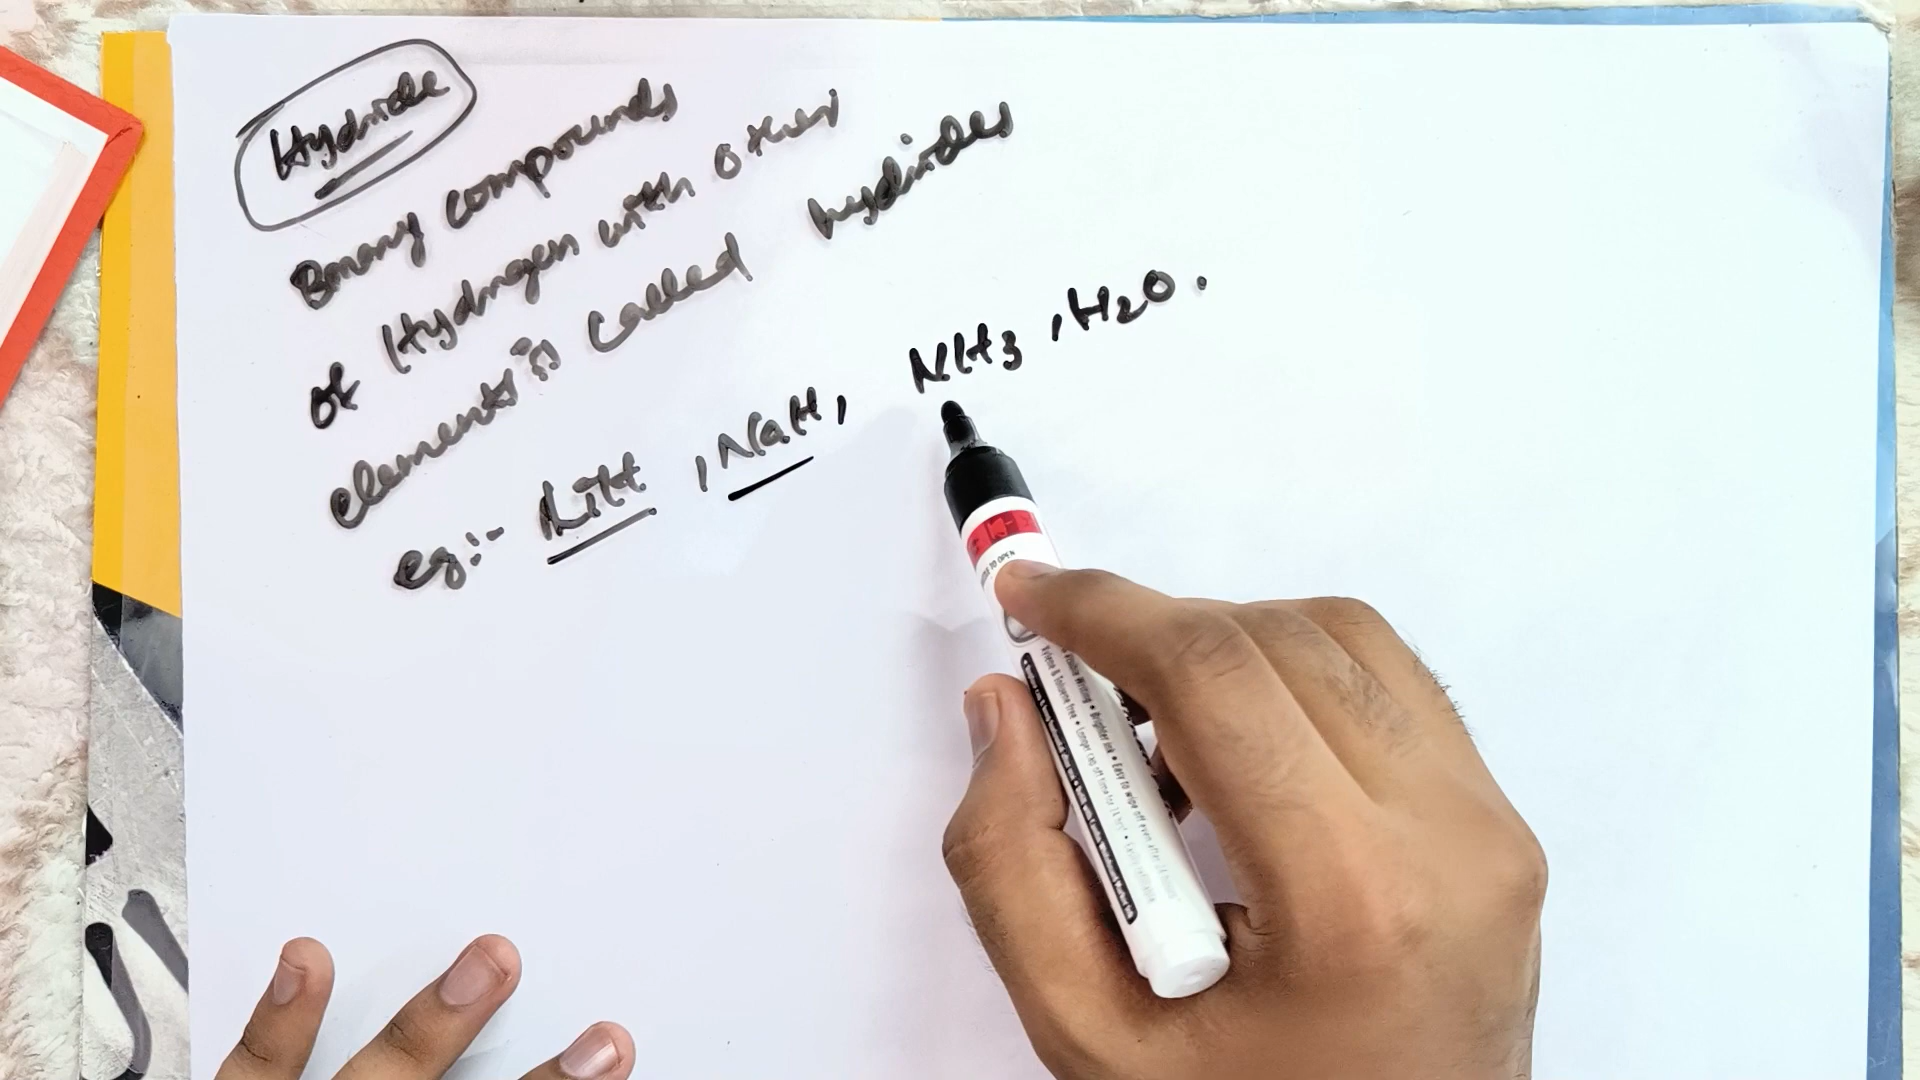 Hydride
Binary compounds
of Hydrogen with other
elements is called hydrides
eg:- LiH, NaH, NH3, H2O.